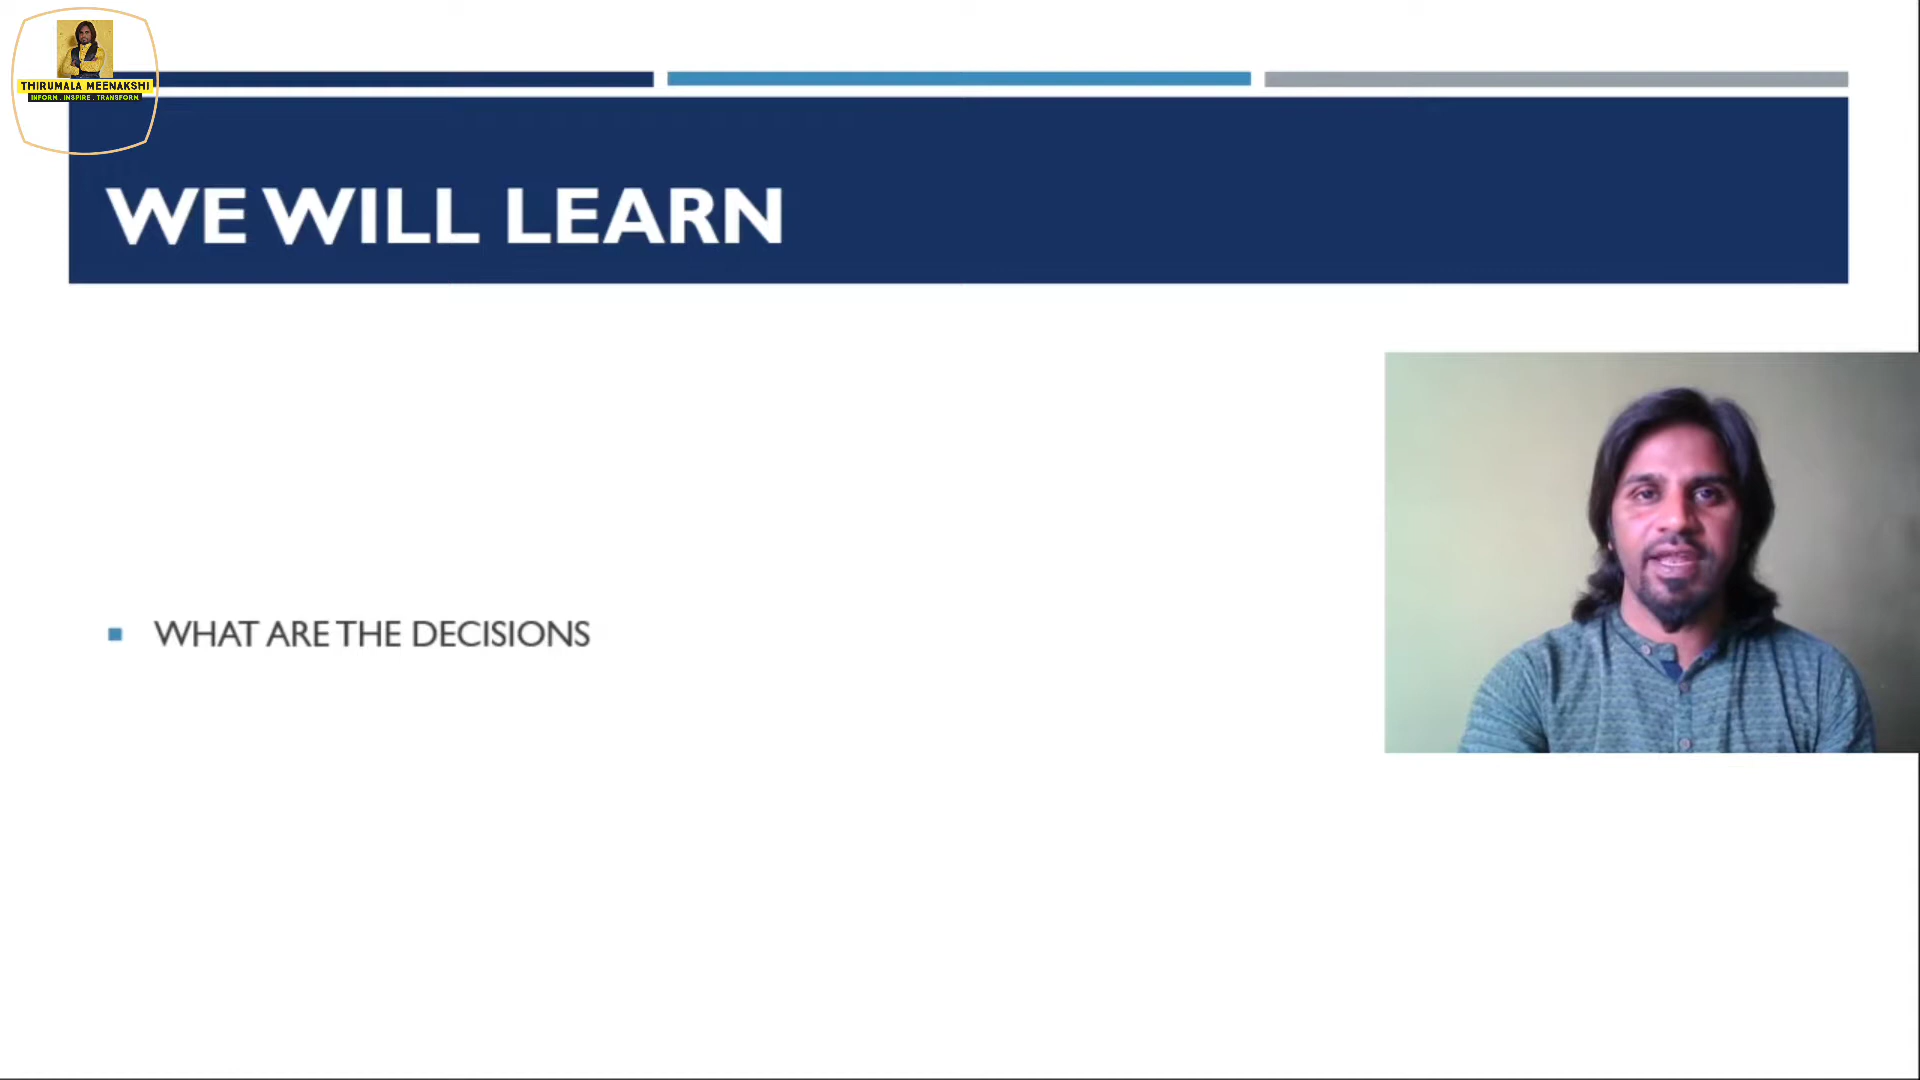 THIRUMALA MEENAKSHI
INFORM . INSPIRE . TRANSFORM.
WE WILL LEARN
WHAT ARE THE DECISIONS